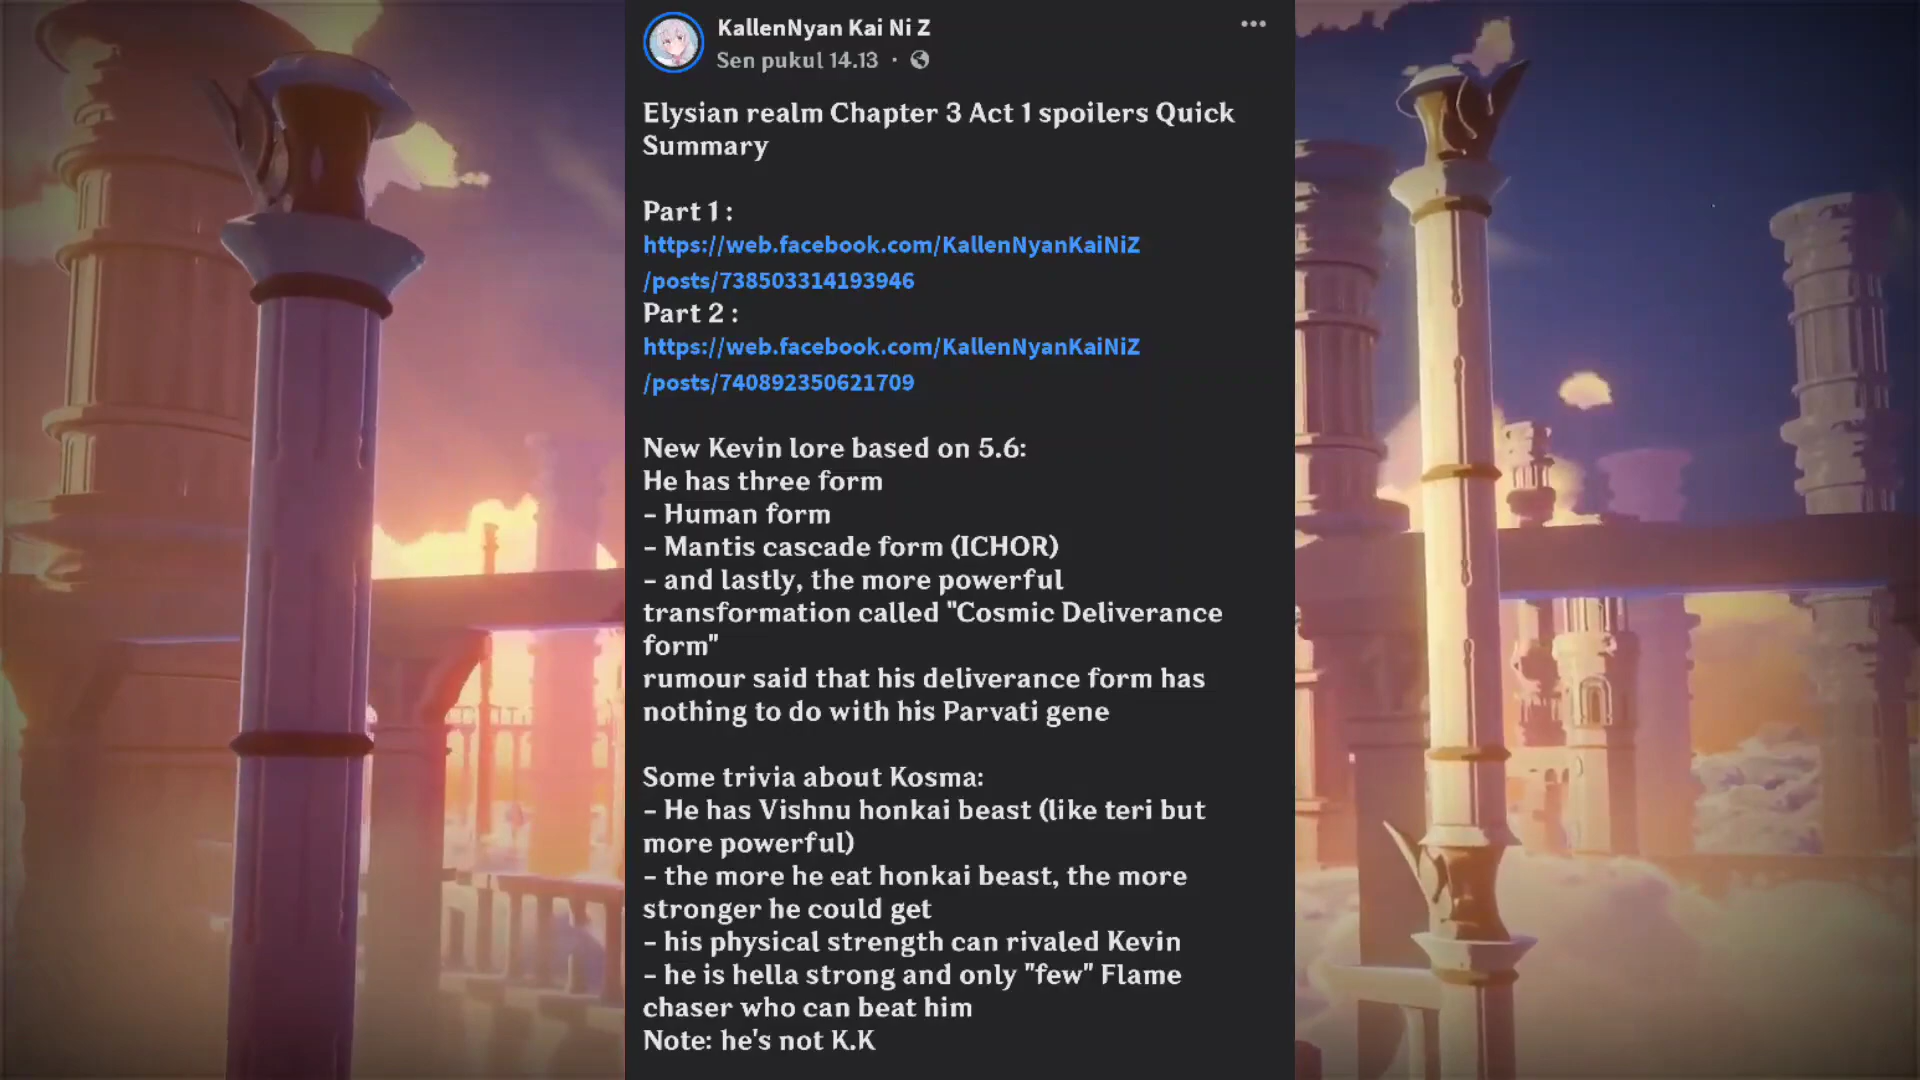 KallenNyan Kai Ni Z
Sen pukul 14.13 ·
Elysian realm Chapter 3 Act 1 spoilers Quick
Summary
Part 1 :
https://web.facebook.com/KallenNyanKaiNiZ
/posts/738503314193946
Part 2 :
https://web.facebook.com/KallenNyanKaiNiZ
/posts/740892350621709
New Kevin lore based on 5.6:
He has three form
- Human form
- Mantis cascade form (ICHOR)
- and lastly, the more powerful
transformation called "Cosmic Deliverance
form"
rumour said that his deliverance form has
nothing to do with his Parvati gene
Some trivia about Kosma:
- He has Vishnu honkai beast (like teri but
more powerful)
- the more he eat honkai beast, the more
stronger he could get
- his physical strength can rivaled Kevin
- he is hella strong and only "few" Flame
chaser who can beat him
Note: he's not K.K